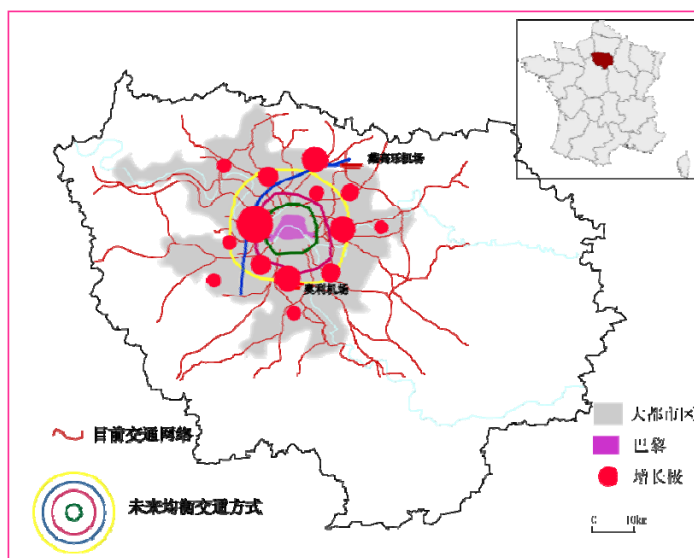 戴高乐机场
奥利机场
大都市区
目前交通网络
巴黎
增长极
未来均衡交通方式
0 10km